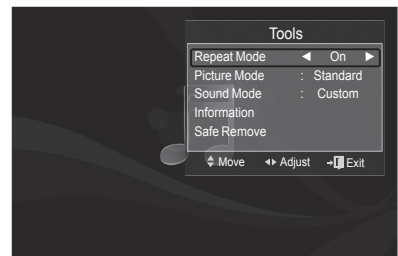 Tools
Repeat Mode ◀ On ▶
Picture Mode : Standard
Sound Mode : Custom
Information
Safe Remove
Move Adjust Exit